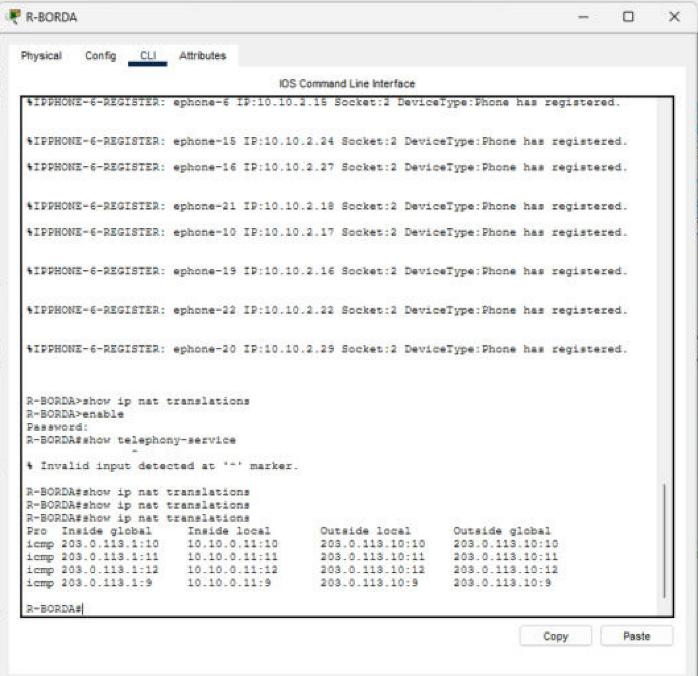 R-BORDA
Physical Config CLI Attributes
IOS Command Line Interface
%IPPHONE-6-REGISTER: ephone-6 IP:10.10.2.15 Socket:2 DeviceType:Phone has registered.
%IPPHONE-6-REGISTER: ephone-15 IP:10.10.2.24 Socket:2 DeviceType:Phone has registered.
%IPPHONE-6-REGISTER: ephone-16 IP:10.10.2.27 Socket:2 DeviceType:Phone has registered.
%IPPHONE-6-REGISTER: ephone-21 IP:10.10.2.18 Socket:2 DeviceType:Phone has registered.
%IPPHONE-6-REGISTER: ephone-10 IP:10.10.2.17 Socket:2 DeviceType:Phone has registered.
%IPPHONE-6-REGISTER: ephone-19 IP:10.10.2.16 Socket:2 DeviceType:Phone has registered.
%IPPHONE-6-REGISTER: ephone-22 IP:10.10.2.22 Socket:2 DeviceType:Phone has registered.
%IPPHONE-6-REGISTER: ephone-20 IP:10.10.2.29 Socket:2 DeviceType:Phone has registered.
R-BORDA>show ip nat translations
R-BORDA>enable
Password:
R-BORDA#show telephony-service
^
% Invalid input detected at '^' marker.
R-BORDA#show ip nat translations
R-BORDA#show ip nat translations
R-BORDA#show ip nat translations
Pro Inside global Inside local Outside local Outside global
icmp 203.0.113.1:10 10.10.0.11:10 203.0.113.10:10 203.0.113.10:10
icmp 203.0.113.1:11 10.10.0.11:11 203.0.113.10:11 203.0.113.10:11
icmp 203.0.113.1:12 10.10.0.11:12 203.0.113.10:12 203.0.113.10:12
icmp 203.0.113.1:9 10.10.0.11:9 203.0.113.10:9 203.0.113.10:9
R-BORDA#
Copy Paste